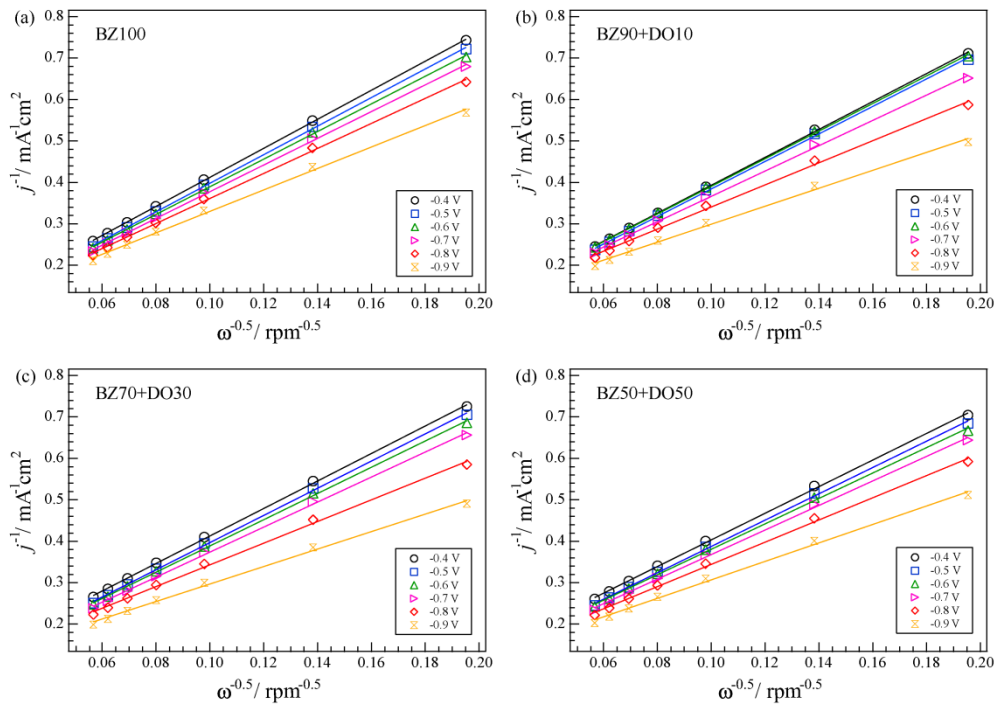 (a)
BZ100
0.8
0.7
0.6
0.5
0.4
0.3
0.2
j⁻¹/ mA⁻¹cm²
-0.4 V
-0.5 V
-0.6 V
-0.7 V
-0.8 V
-0.9 V
0.06 0.08 0.10 0.12 0.14 0.16 0.18 0.20
ω⁻⁰·⁵/ rpm⁻⁰·⁵
(b)
BZ90+DO10
0.8
0.7
0.6
0.5
0.4
0.3
0.2
j⁻¹/ mA⁻¹cm²
-0.4 V
-0.5 V
-0.6 V
-0.7 V
-0.8 V
-0.9 V
0.06 0.08 0.10 0.12 0.14 0.16 0.18 0.20
ω⁻⁰·⁵/ rpm⁻⁰·⁵
(c)
BZ70+DO30
0.8
0.7
0.6
0.5
0.4
0.3
0.2
j⁻¹/ mA⁻¹cm²
-0.4 V
-0.5 V
-0.6 V
-0.7 V
-0.8 V
-0.9 V
0.06 0.08 0.10 0.12 0.14 0.16 0.18 0.20
ω⁻⁰·⁵/ rpm⁻⁰·⁵
(d)
BZ50+DO50
0.8
0.7
0.6
0.5
0.4
0.3
0.2
j⁻¹/ mA⁻¹cm²
-0.4 V
-0.5 V
-0.6 V
-0.7 V
-0.8 V
-0.9 V
0.06 0.08 0.10 0.12 0.14 0.16 0.18 0.20
ω⁻⁰·⁵/ rpm⁻⁰·⁵